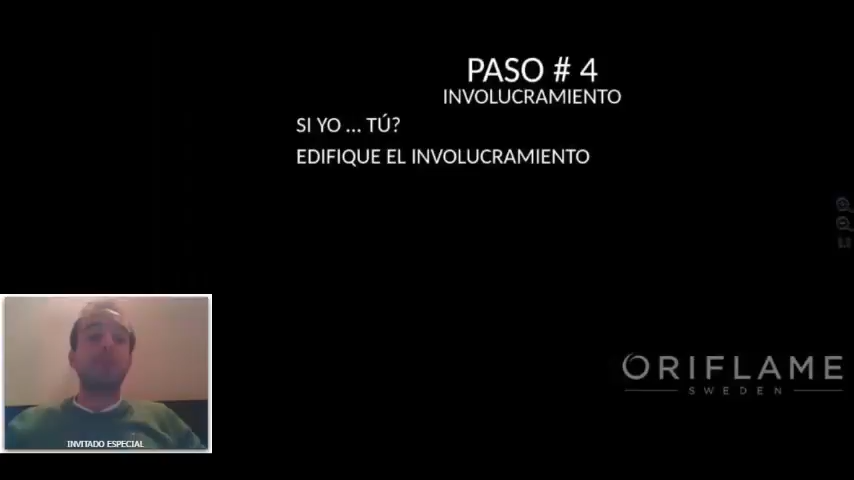 PASO # 4
INVOLUCRAMIENTO
SI YO ... TÚ?
EDIFIQUE EL INVOLUCRAMIENTO
ORIFLAME
SWEDEN
INVITADO ESPECIAL